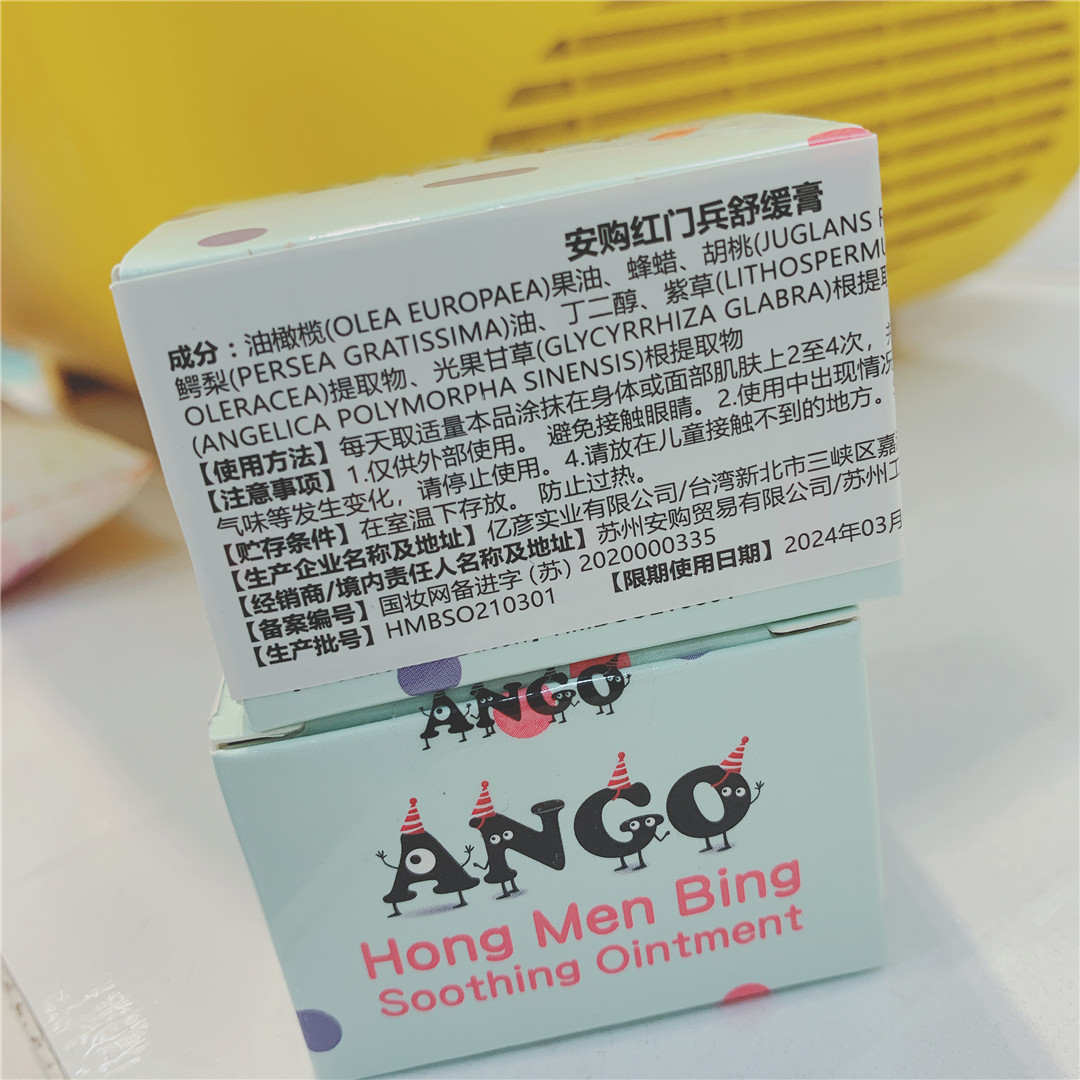 安购红门兵舒缓膏
成分：油橄榄(OLEA EUROPAEA)果油、蜂蜡、胡桃(JUGLANS
鳄梨(PERSEA GRATISSIMA)油、丁二醇、紫草(LITHOSPERMU
OLERACEA)提取物、光果甘草(GLYCYRRHIZA GLABRA)根提取
(ANGELICA POLYMORPHA SINENSIS)根提取物
【使用方法】每天取适量本品涂抹在身体或面部肌肤上2至4次，
【注意事项】1.仅供外部使用。 避免接触眼睛。2.使用中出现情况
气味等发生变化，请停止使用。4.请放在儿童接触不到的地方。
【贮存条件】在室温下存放。 防止过热。
【生产企业名称及地址】亿彦实业有限公司/台湾新北市三峡区嘉
【经销商/境内责任人名称及地址】苏州安购贸易有限公司/苏州工
【备案编号】国妆网备进字 (苏) 2020000335
【生产批号】HMBSO210301 【限期使用日期】2024年03月
ANGO
ANGO
Hong Men Bing
Soothing Ointment